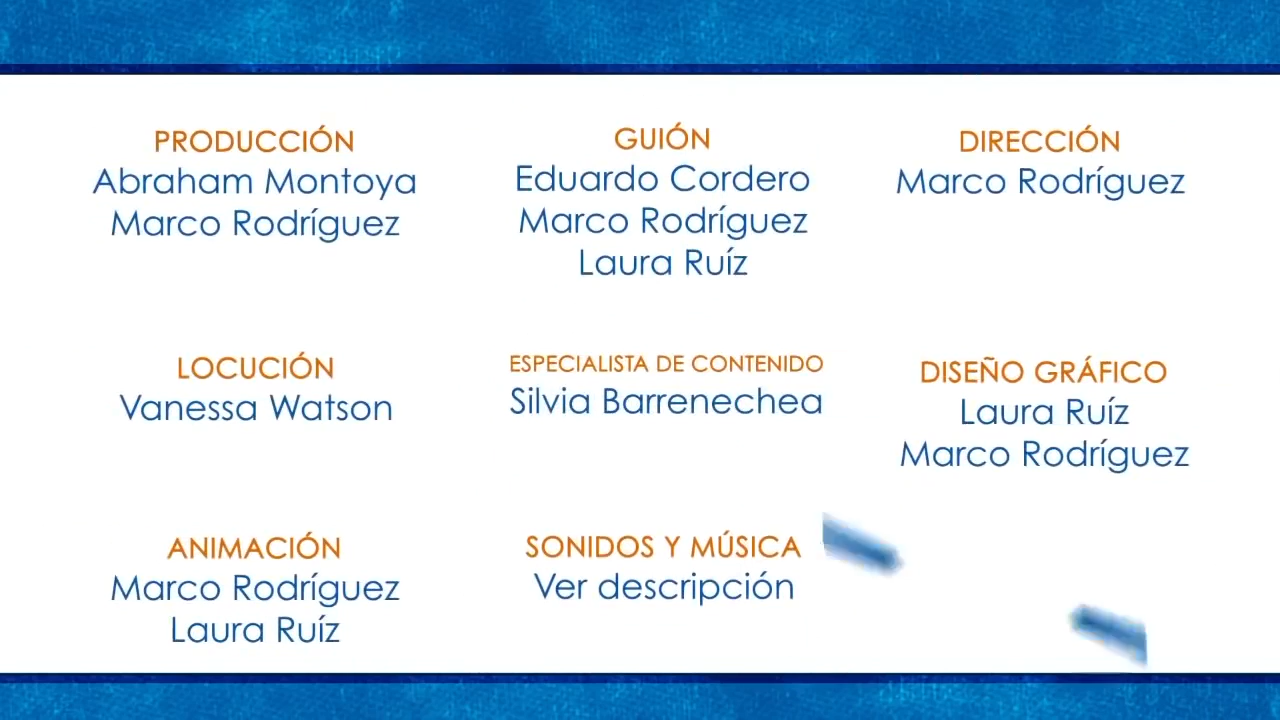 PRODUCCIÓN
Abraham Montoya
Marco Rodríguez
GUIÓN
Eduardo Cordero
Marco Rodríguez
Laura Ruíz
DIRECCIÓN
Marco Rodríguez
LOCUCIÓN
Vanessa Watson
ESPECIALISTA DE CONTENIDO
Silvia Barrenechea
DISEÑO GRÁFICO
Laura Ruíz
Marco Rodríguez
ANIMACIÓN
Marco Rodríguez
Laura Ruíz
SONIDOS Y MÚSICA
Ver descripción